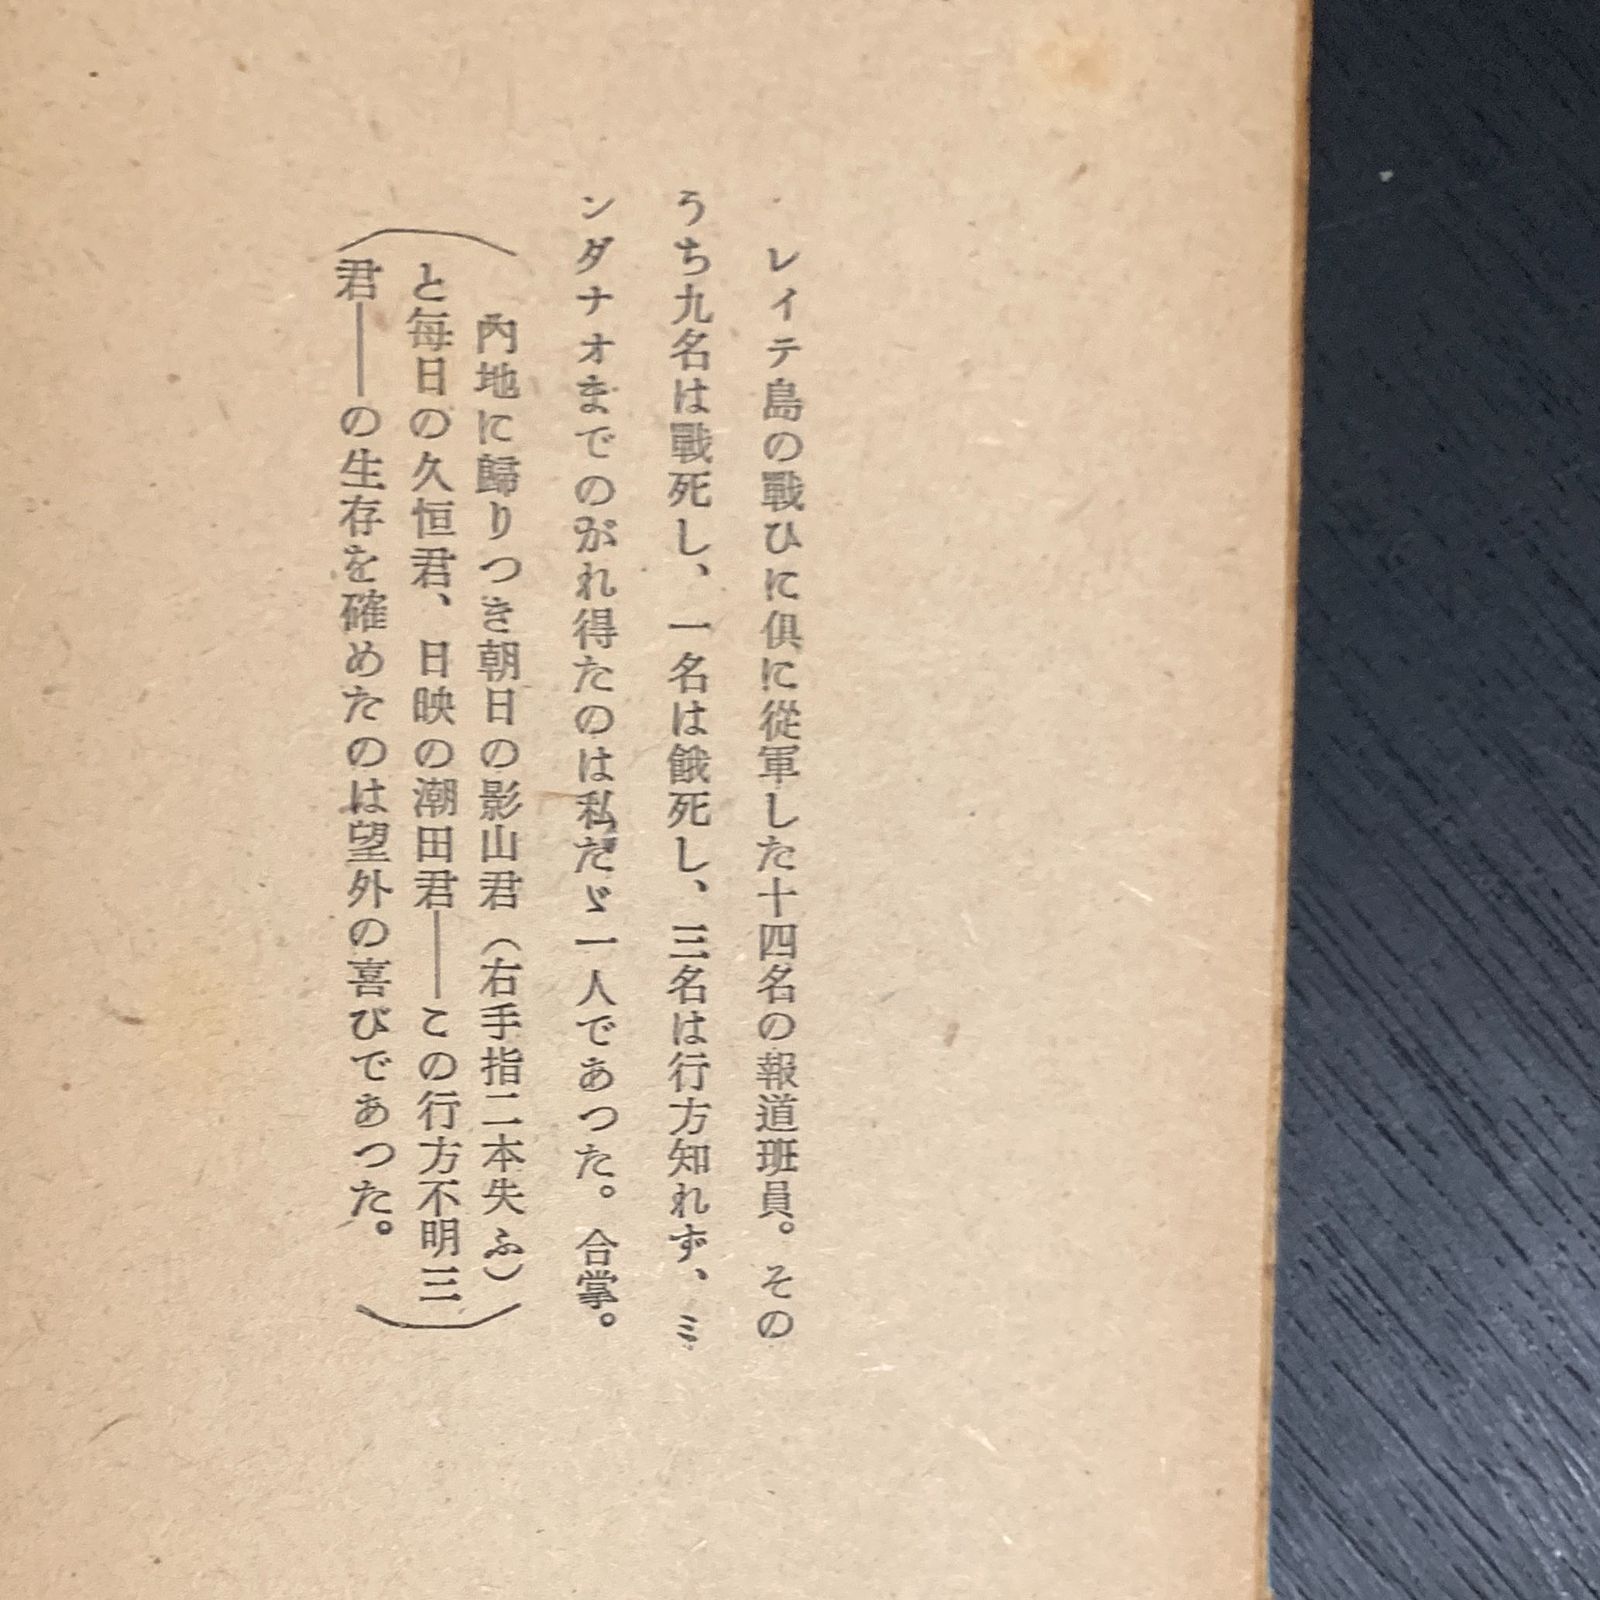 レイテ島の戰ひに俱に從軍した十四名の報道班員。その
うち九名は戰死し、一名は餓死し、三名は行方知れず、ミ
ンダナオまでのがれ得たのは私だゞ一人であつた。合掌。
（內地に歸りつき朝日の影山君（右手指二本失ふ）
と每日の久恒君、日映の潮田君――この行方不明三
君――の生存を確めたのは望外の喜びであつた。）